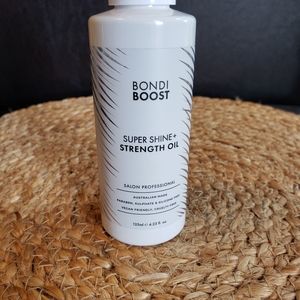 BONDI
BOOST
SUPER SHINE+
STRENGTH OIL
SALON PROFESSIONAL
AUSTRALIAN MADE
PARABEN, SULPHATE & SILICONE FREE
VEGAN FRIENDLY, CRUELTY FREE
125ml e 4.23 fl. oz